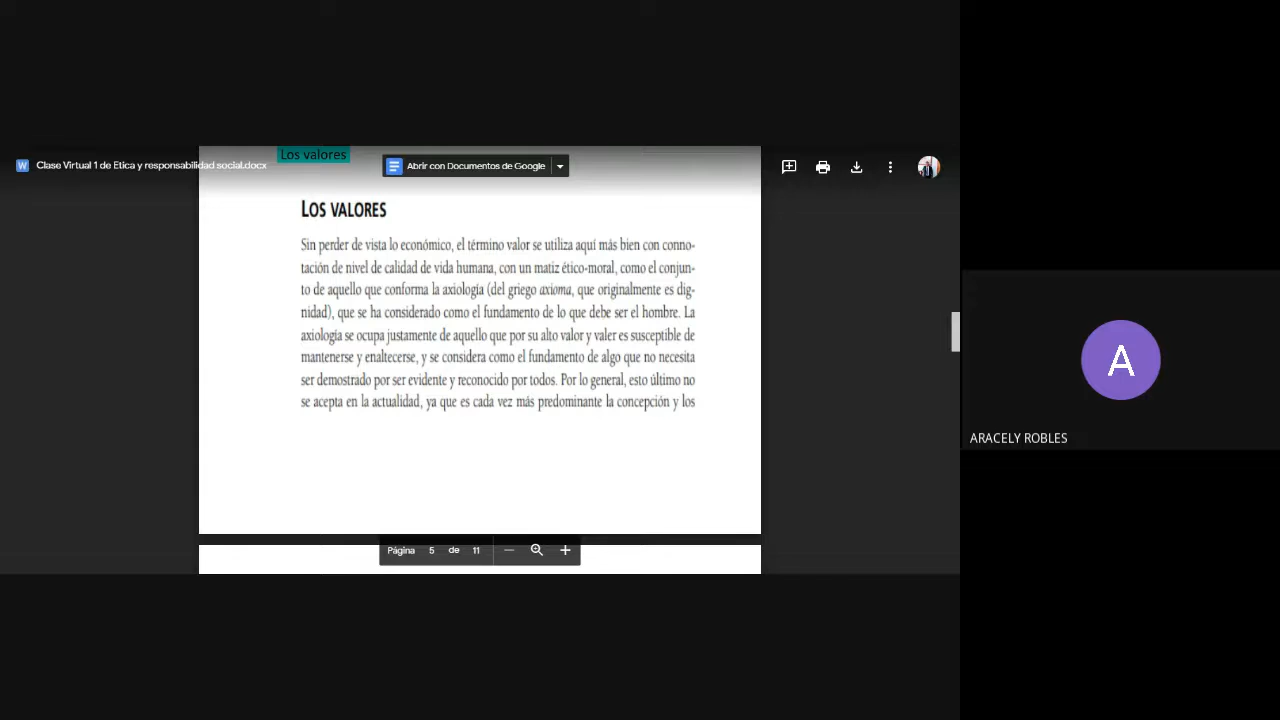 Los valores
Clase Virtual 1 de Etica y responsabilidad social.docx
Abrir con Documentos de Google
LOS VALORES
Sin perder de vista lo económico, el término valor se utiliza aquí más bien con conno-
tación de nivel de calidad de vida humana, con un matiz ético-moral, como el conjun-
to de aquello que conforma la axiología (del griego axioma, que originalmente es dig-
nidad), que se ha considerado como el fundamento de lo que debe ser el hombre. La
axiología se ocupa justamente de aquello que por su alto valor y valer es susceptible de
mantenerse y enaltecerse, y se considera como el fundamento de algo que no necesita
ser demostrado por ser evidente y reconocido por todos. Por lo general, esto último no
se acepta en la actualidad, ya que es cada vez más predominante la concepción y los
Página 5 de 11
A
ARACELY ROBLES